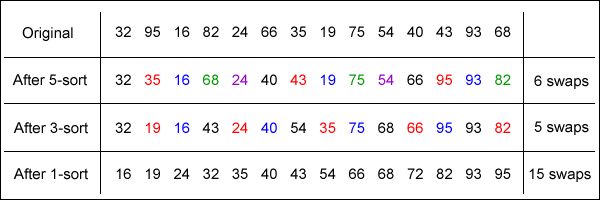 Original 32 95 16 82 24 66 35 19 75 54 40 43 93 68
After 5-sort 32 35 16 68 24 40 43 19 75 54 66 95 93 82 6 swaps
After 3-sort 32 19 16 43 24 40 54 35 75 68 66 95 93 82 5 swaps
After 1-sort 16 19 24 32 35 40 43 54 66 68 72 82 93 95 15 swaps